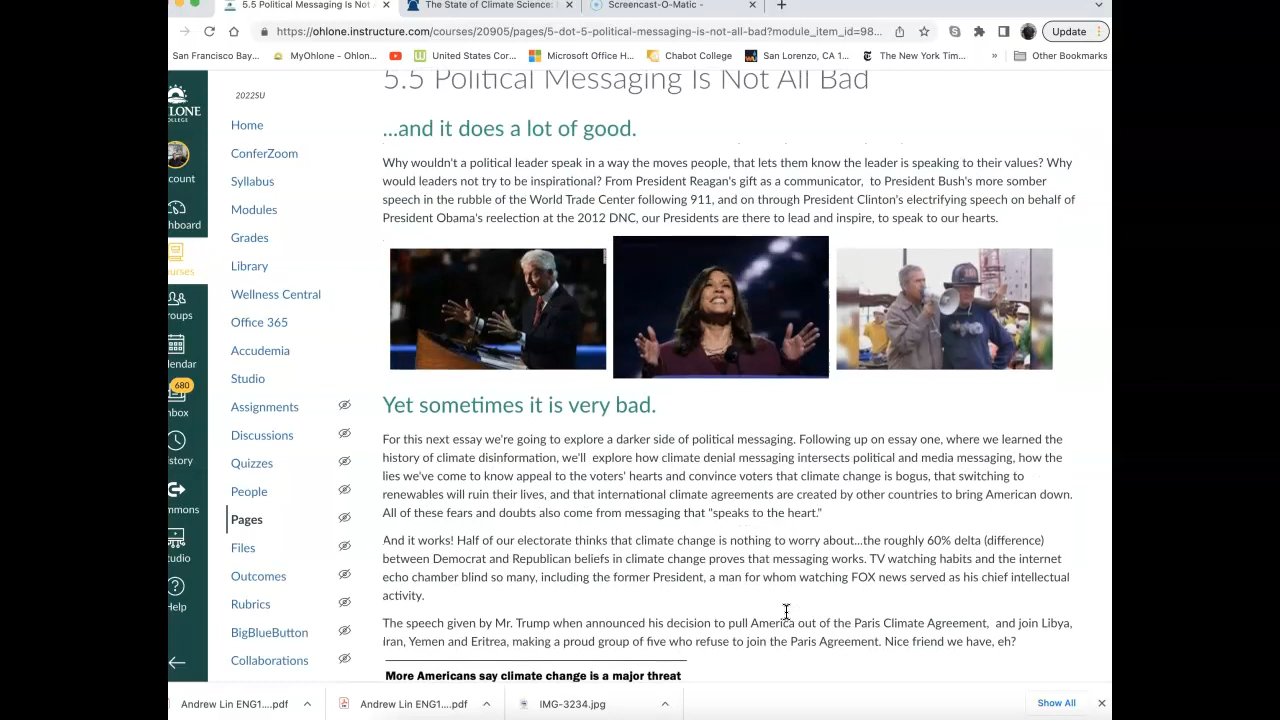 5.5 Political Messaging Is Not A
The State of Climate Science:
Screencast-O-Matic -
https://ohlone.instructure.com/courses/20905/pages/5-dot-5-political-messaging-is-not-all-bad?module_item_id=98...
Update
San Francisco Bay...
MyOhlone - Ohlon...
United States Cor...
Microsoft Office H...
Chabot College
San Lorenzo, CA 1...
The New York Tim...
»
Other Bookmarks
HLONE
COLLEGE
count
hboard
urses
roups
lendar
680
nbox
istory
mmons
tudio
Help
2022SU
Home
ConferZoom
Syllabus
Modules
Grades
Library
Wellness Central
Office 365
Accudemia
Studio
Assignments
Discussions
Quizzes
People
Pages
Files
Outcomes
Rubrics
BigBlueButton
Collaborations
5.5 Political Messaging Is Not All Bad
...and it does a lot of good.
Why wouldn't a political leader speak in a way the moves people, that lets them know the leader is speaking to their values? Why
would leaders not try to be inspirational? From President Reagan's gift as a communicator, to President Bush's more somber
speech in the rubble of the World Trade Center following 911, and on through President Clinton's electrifying speech on behalf of
President Obama's reelection at the 2012 DNC, our Presidents are there to lead and inspire, to speak to our hearts.
Yet sometimes it is very bad.
For this next essay we're going to explore a darker side of political messaging. Following up on essay one, where we learned the
history of climate disinformation, we'll explore how climate denial messaging intersects political and media messaging, how the
lies we've come to know appeal to the voters' hearts and convince voters that climate change is bogus, that switching to
renewables will ruin their lives, and that international climate agreements are created by other countries to bring American down.
All of these fears and doubts also come from messaging that "speaks to the heart."
And it works! Half of our electorate thinks that climate change is nothing to worry about...the roughly 60% delta (difference)
between Democrat and Republican beliefs in climate change proves that messaging works. TV watching habits and the internet
echo chamber blind so many, including the former President, a man for whom watching FOX news served as his chief intellectual
activity.
The speech given by Mr. Trump when announced his decision to pull America out of the Paris Climate Agreement, and join Libya,
Iran, Yemen and Eritrea, making a proud group of five who refuse to join the Paris Agreement. Nice friend we have, eh?
More Americans say climate change is a major threat
Andrew Lin ENG1....pdf
Andrew Lin ENG1....pdf
IMG-3234.jpg
Show All